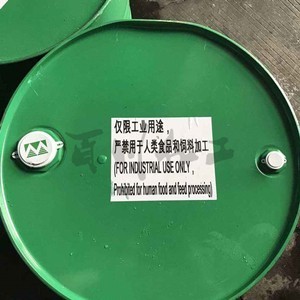 仅限工业用途，
严禁用于人类食品和饲料加工
(FOR INDUSTRIAL USE ONLY ,
Prohibited for human food and feed processing)